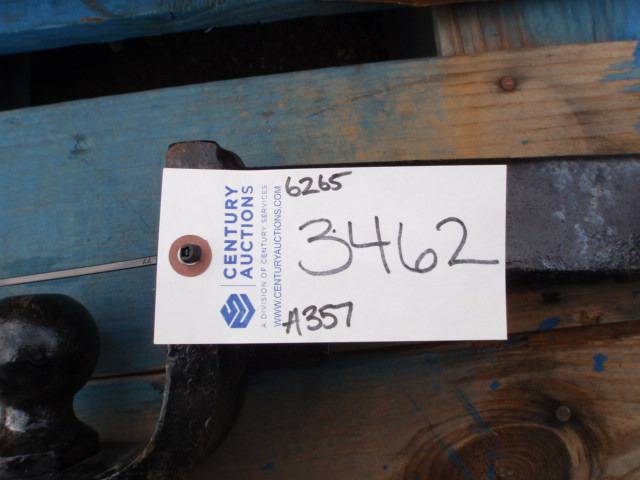 CENTURY
AUCTIONS
A DIVISION OF CENTURY SERVICES
WWW.CENTURYAUCTIONS.COM
6265
3462
A357